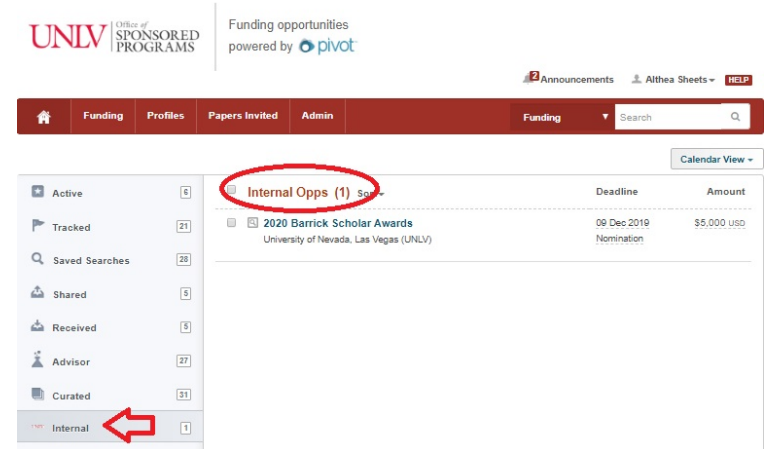 UNLV
Office of
SPONSORED
PROGRAMS
Funding opportunities
powered by pivot
2 Announcements Althea Sheets HELP
Funding Profiles Papers Invited Admin Funding Search
Calendar View
Internal Opps (1) Deadline Amount
Active 6
2020 Barrick Scholar Awards 09 Dec 2019 $5,000 USD
University of Nevada, Las Vegas (UNLV) Nomination
Tracked 21
Saved Searches 28
Shared 5
Received 5
Advisor 27
Curated 31
Internal 1